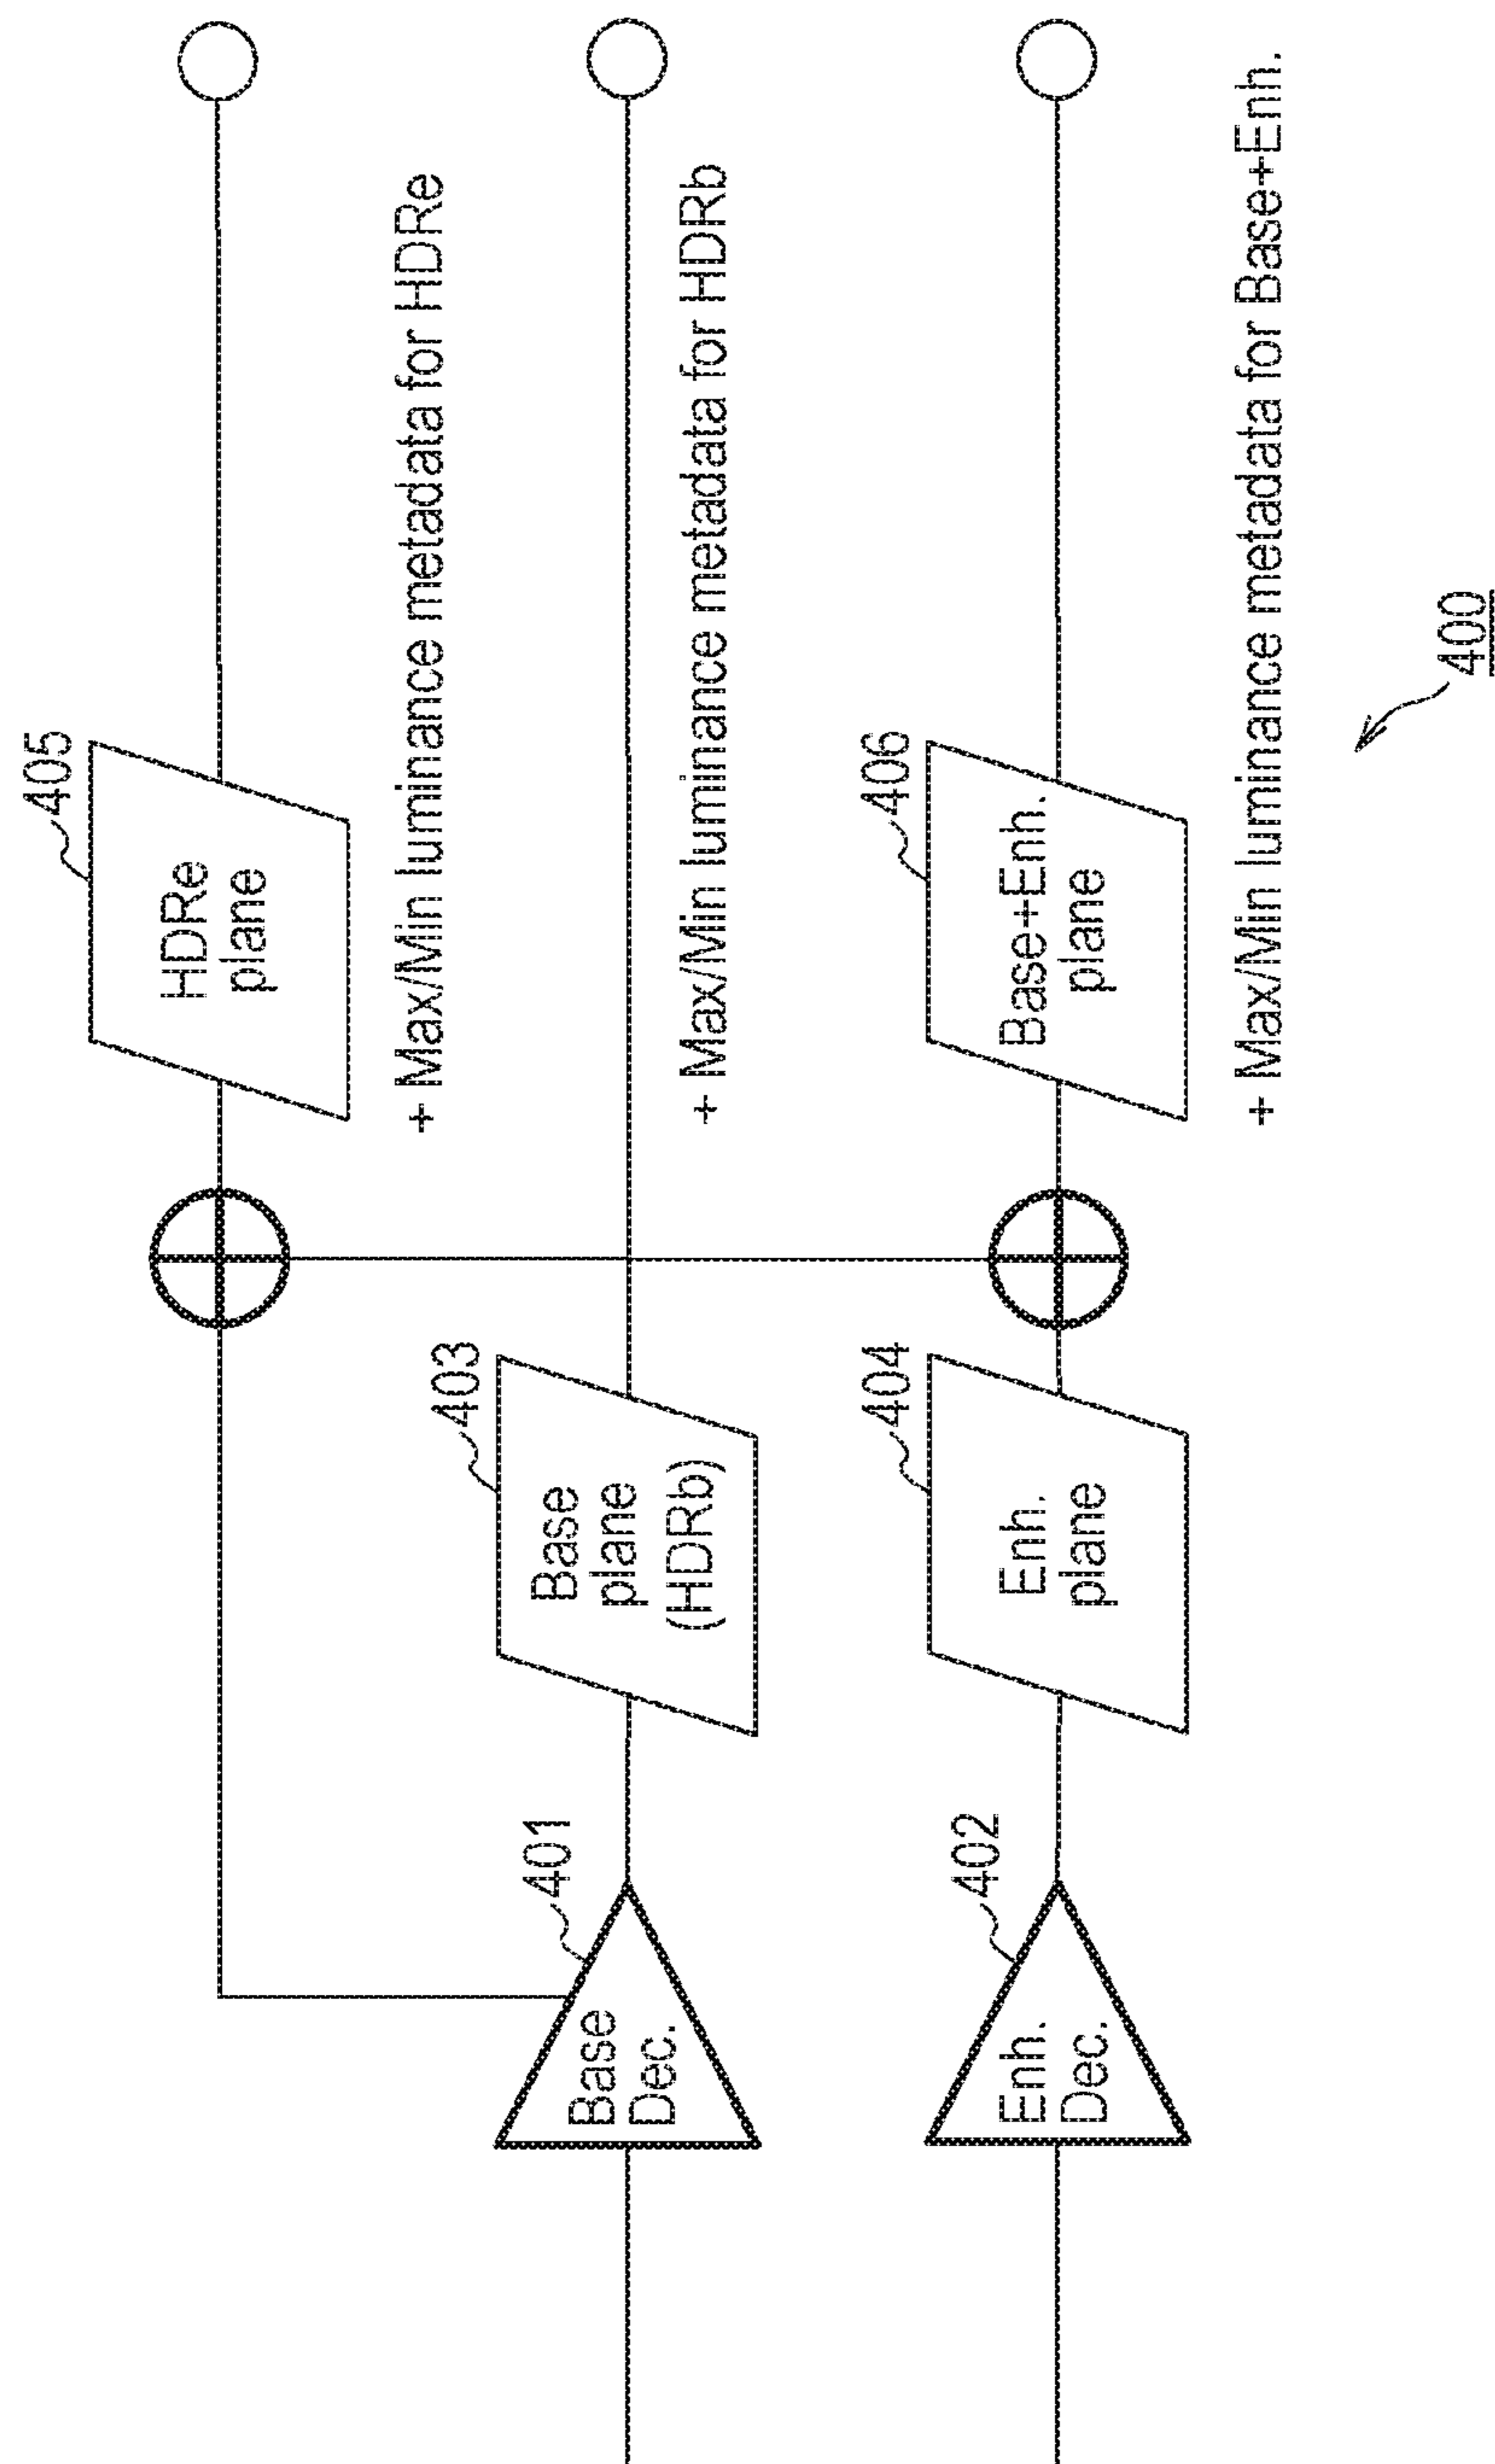 405
HDRe
plane
+ Max/Min luminance metadata for HDRe
403
Base
plane
(HDRb)
401
Base
Dec.
+ Max/Min luminance metadata for HDRb
402
Enh.
Dec.
404
Enh.
plane
406
Base+Enh.
plane
+ Max/Min luminance metadata for Base+Enh.
400